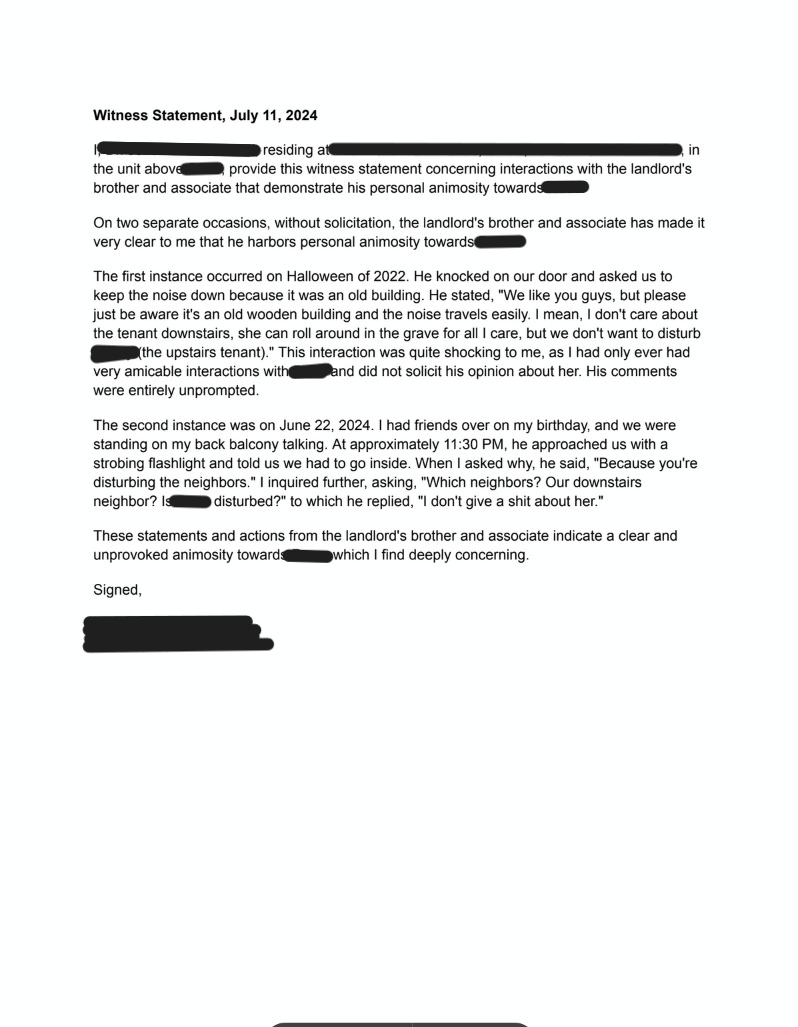 Witness Statement, July 11, 2024
I, residing at , in
the unit above , provide this witness statement concerning interactions with the landlord's
brother and associate that demonstrate his personal animosity towards
On two separate occasions, without solicitation, the landlord's brother and associate has made it
very clear to me that he harbors personal animosity towards
The first instance occurred on Halloween of 2022. He knocked on our door and asked us to
keep the noise down because it was an old building. He stated, "We like you guys, but please
just be aware it's an old wooden building and the noise travels easily. I mean, I don't care about
the tenant downstairs, she can roll around in the grave for all I care, but we don't want to disturb
(the upstairs tenant)." This interaction was quite shocking to me, as I had only ever had
very amicable interactions with and did not solicit his opinion about her. His comments
were entirely unprompted.
The second instance was on June 22, 2024. I had friends over on my birthday, and we were
standing on my back balcony talking. At approximately 11:30 PM, he approached us with a
strobing flashlight and told us we had to go inside. When I asked why, he said, "Because you're
disturbing the neighbors." I inquired further, asking, "Which neighbors? Our downstairs
neighbor? Is disturbed?" to which he replied, "I don't give a shit about her."
These statements and actions from the landlord's brother and associate indicate a clear and
unprovoked animosity towards which I find deeply concerning.
Signed,